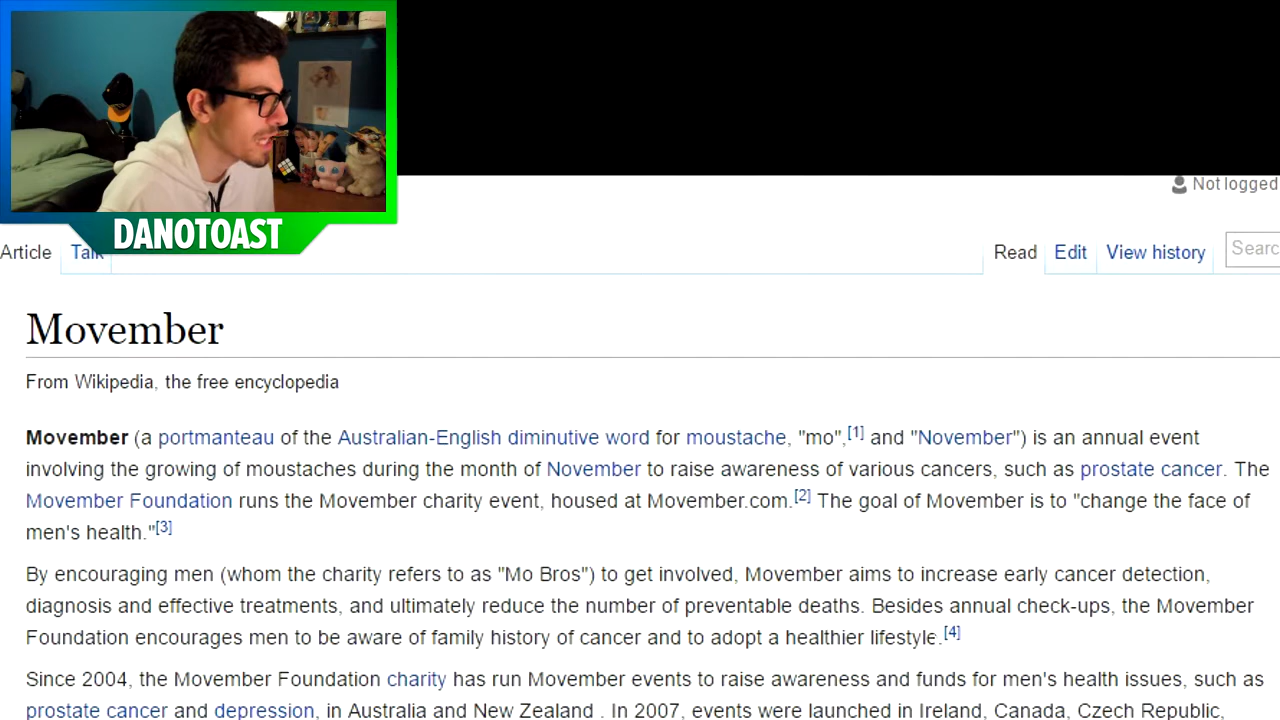 DANOTOAST
Not logged
Article Talk Read Edit View history Searc
Movember
From Wikipedia, the free encyclopedia
Movember (a portmanteau of the Australian-English diminutive word for moustache, "mo",[1] and "November") is an annual event
involving the growing of moustaches during the month of November to raise awareness of various cancers, such as prostate cancer. The
Movember Foundation runs the Movember charity event, housed at Movember.com.[2] The goal of Movember is to "change the face of
men's health."[3]
By encouraging men (whom the charity refers to as "Mo Bros") to get involved, Movember aims to increase early cancer detection,
diagnosis and effective treatments, and ultimately reduce the number of preventable deaths. Besides annual check-ups, the Movember
Foundation encourages men to be aware of family history of cancer and to adopt a healthier lifestyle.[4]
Since 2004, the Movember Foundation charity has run Movember events to raise awareness and funds for men's health issues, such as
prostate cancer and depression, in Australia and New Zealand . In 2007, events were launched in Ireland, Canada, Czech Republic,